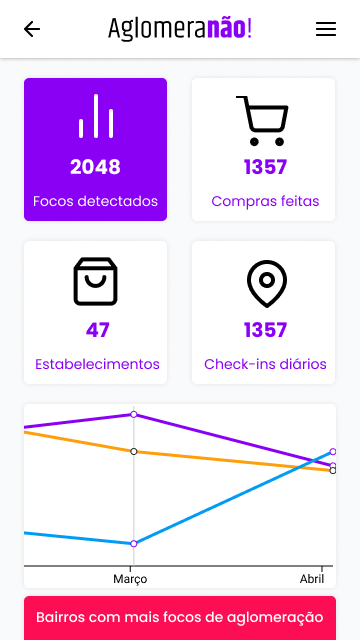 Aglomeranão!
2048
Focos detectados
1357
Compras feitas
47
Estabelecimentos
1357
Check-ins diários
Março Abril
Bairros com mais focos de aglomeração